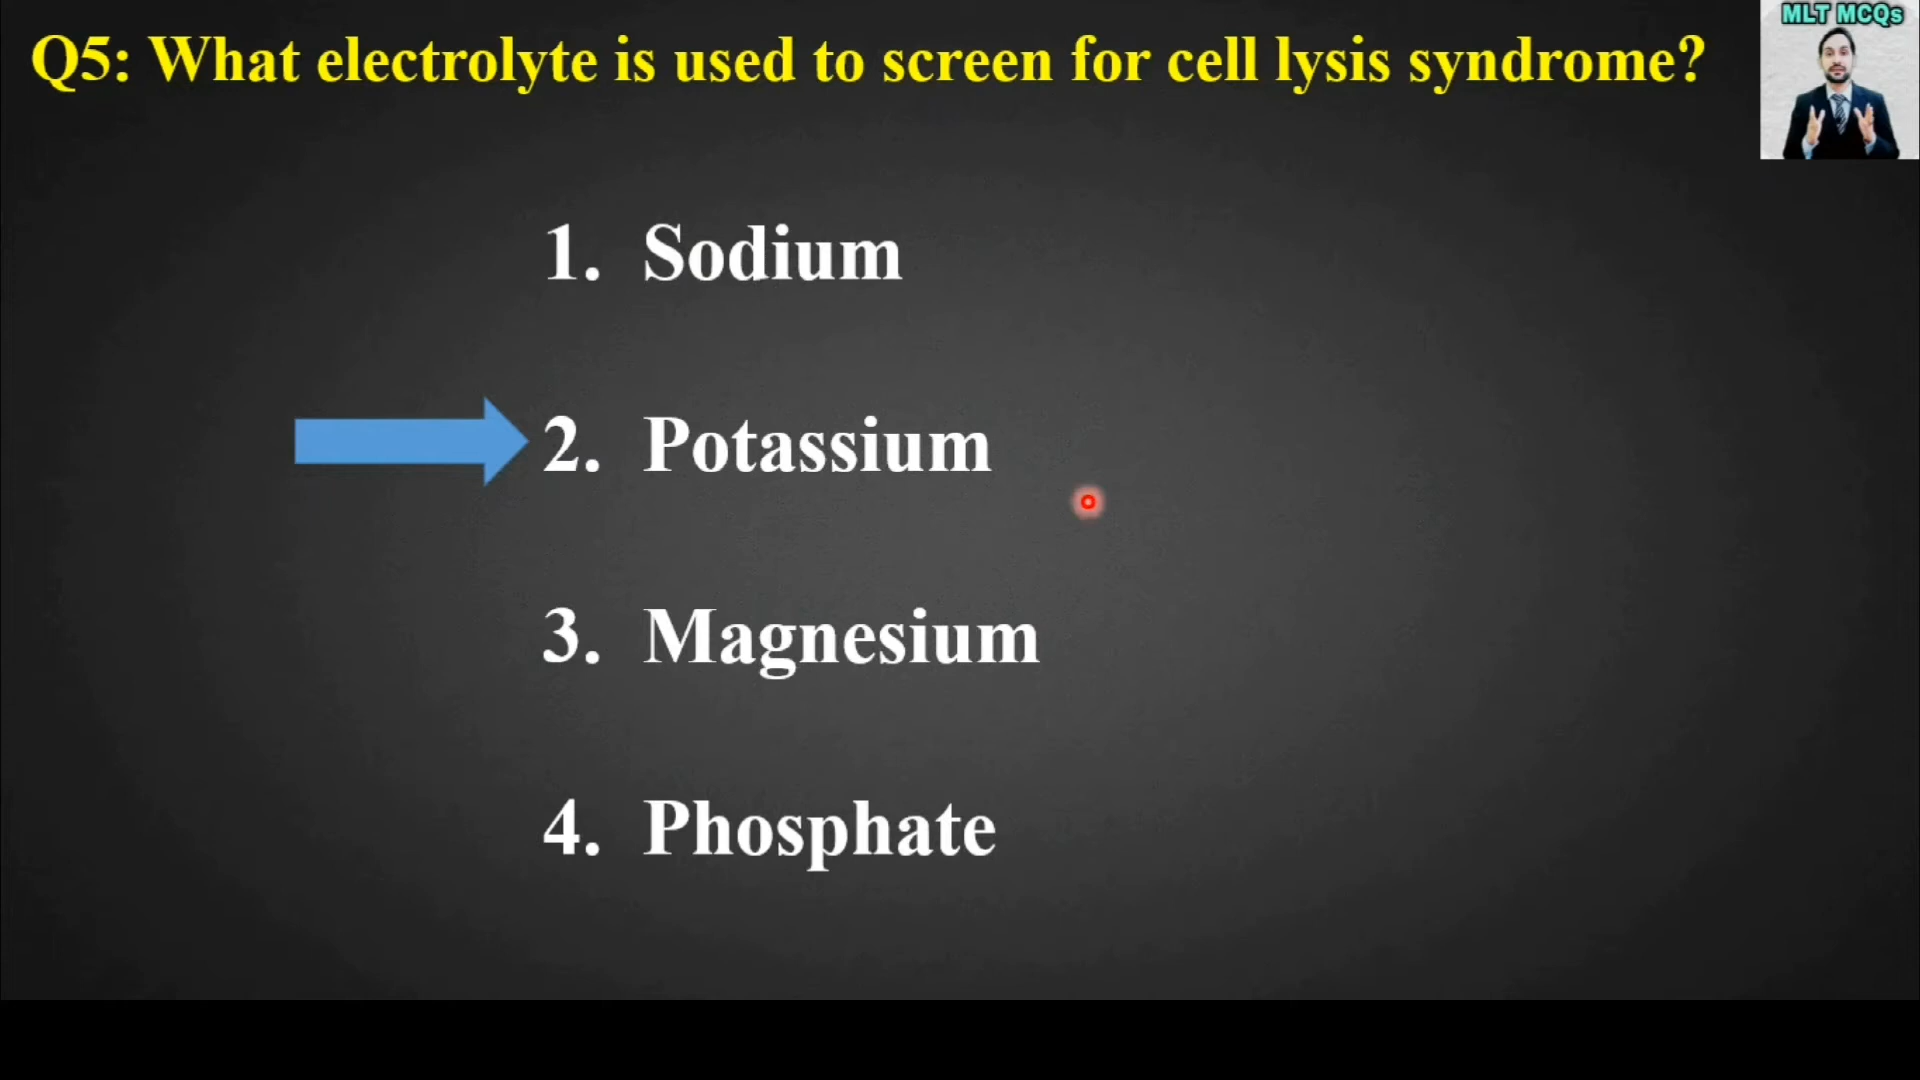 MLT MCQs
Q5: What electrolyte is used to screen for cell lysis syndrome?
1. Sodium
2. Potassium
3. Magnesium
4. Phosphate